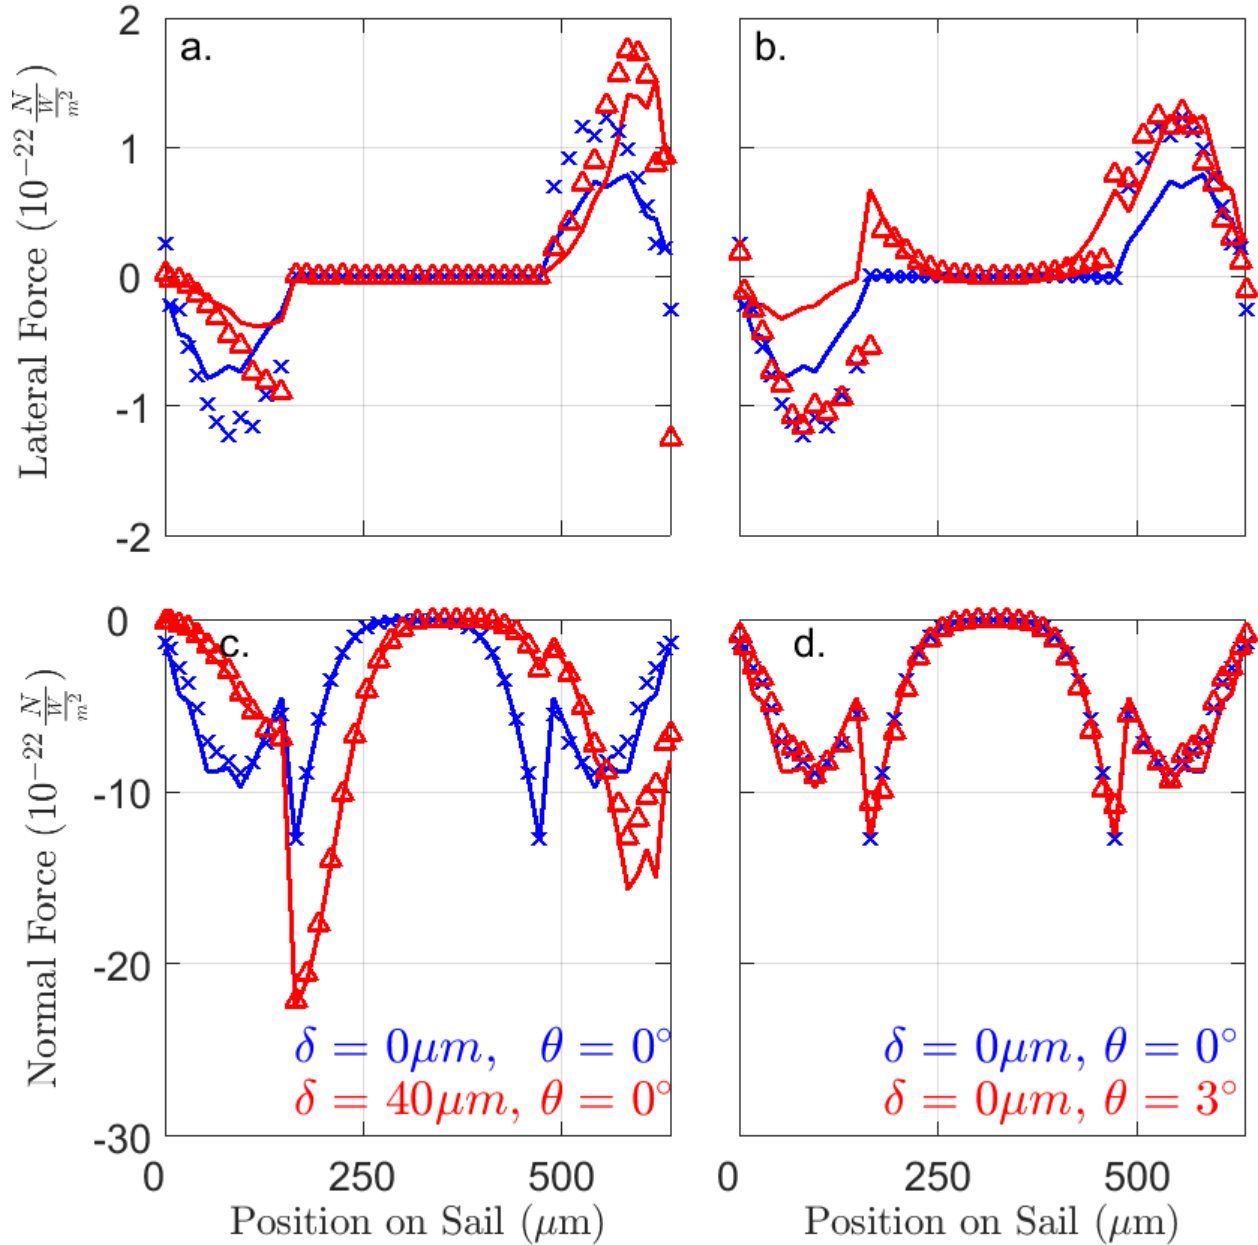 a.
b.
2
1
0
-1
-2
Lateral Force (10⁻²² N/(W/m²))
c.
d.
0
-10
-20
-30
Normal Force (10⁻²² N/(W/m²))
δ = 0μm, θ = 0°
δ = 40μm, θ = 0°
δ = 0μm, θ = 0°
δ = 0μm, θ = 3°
0 250 500
0 250 500
Position on Sail (μm)
Position on Sail (μm)